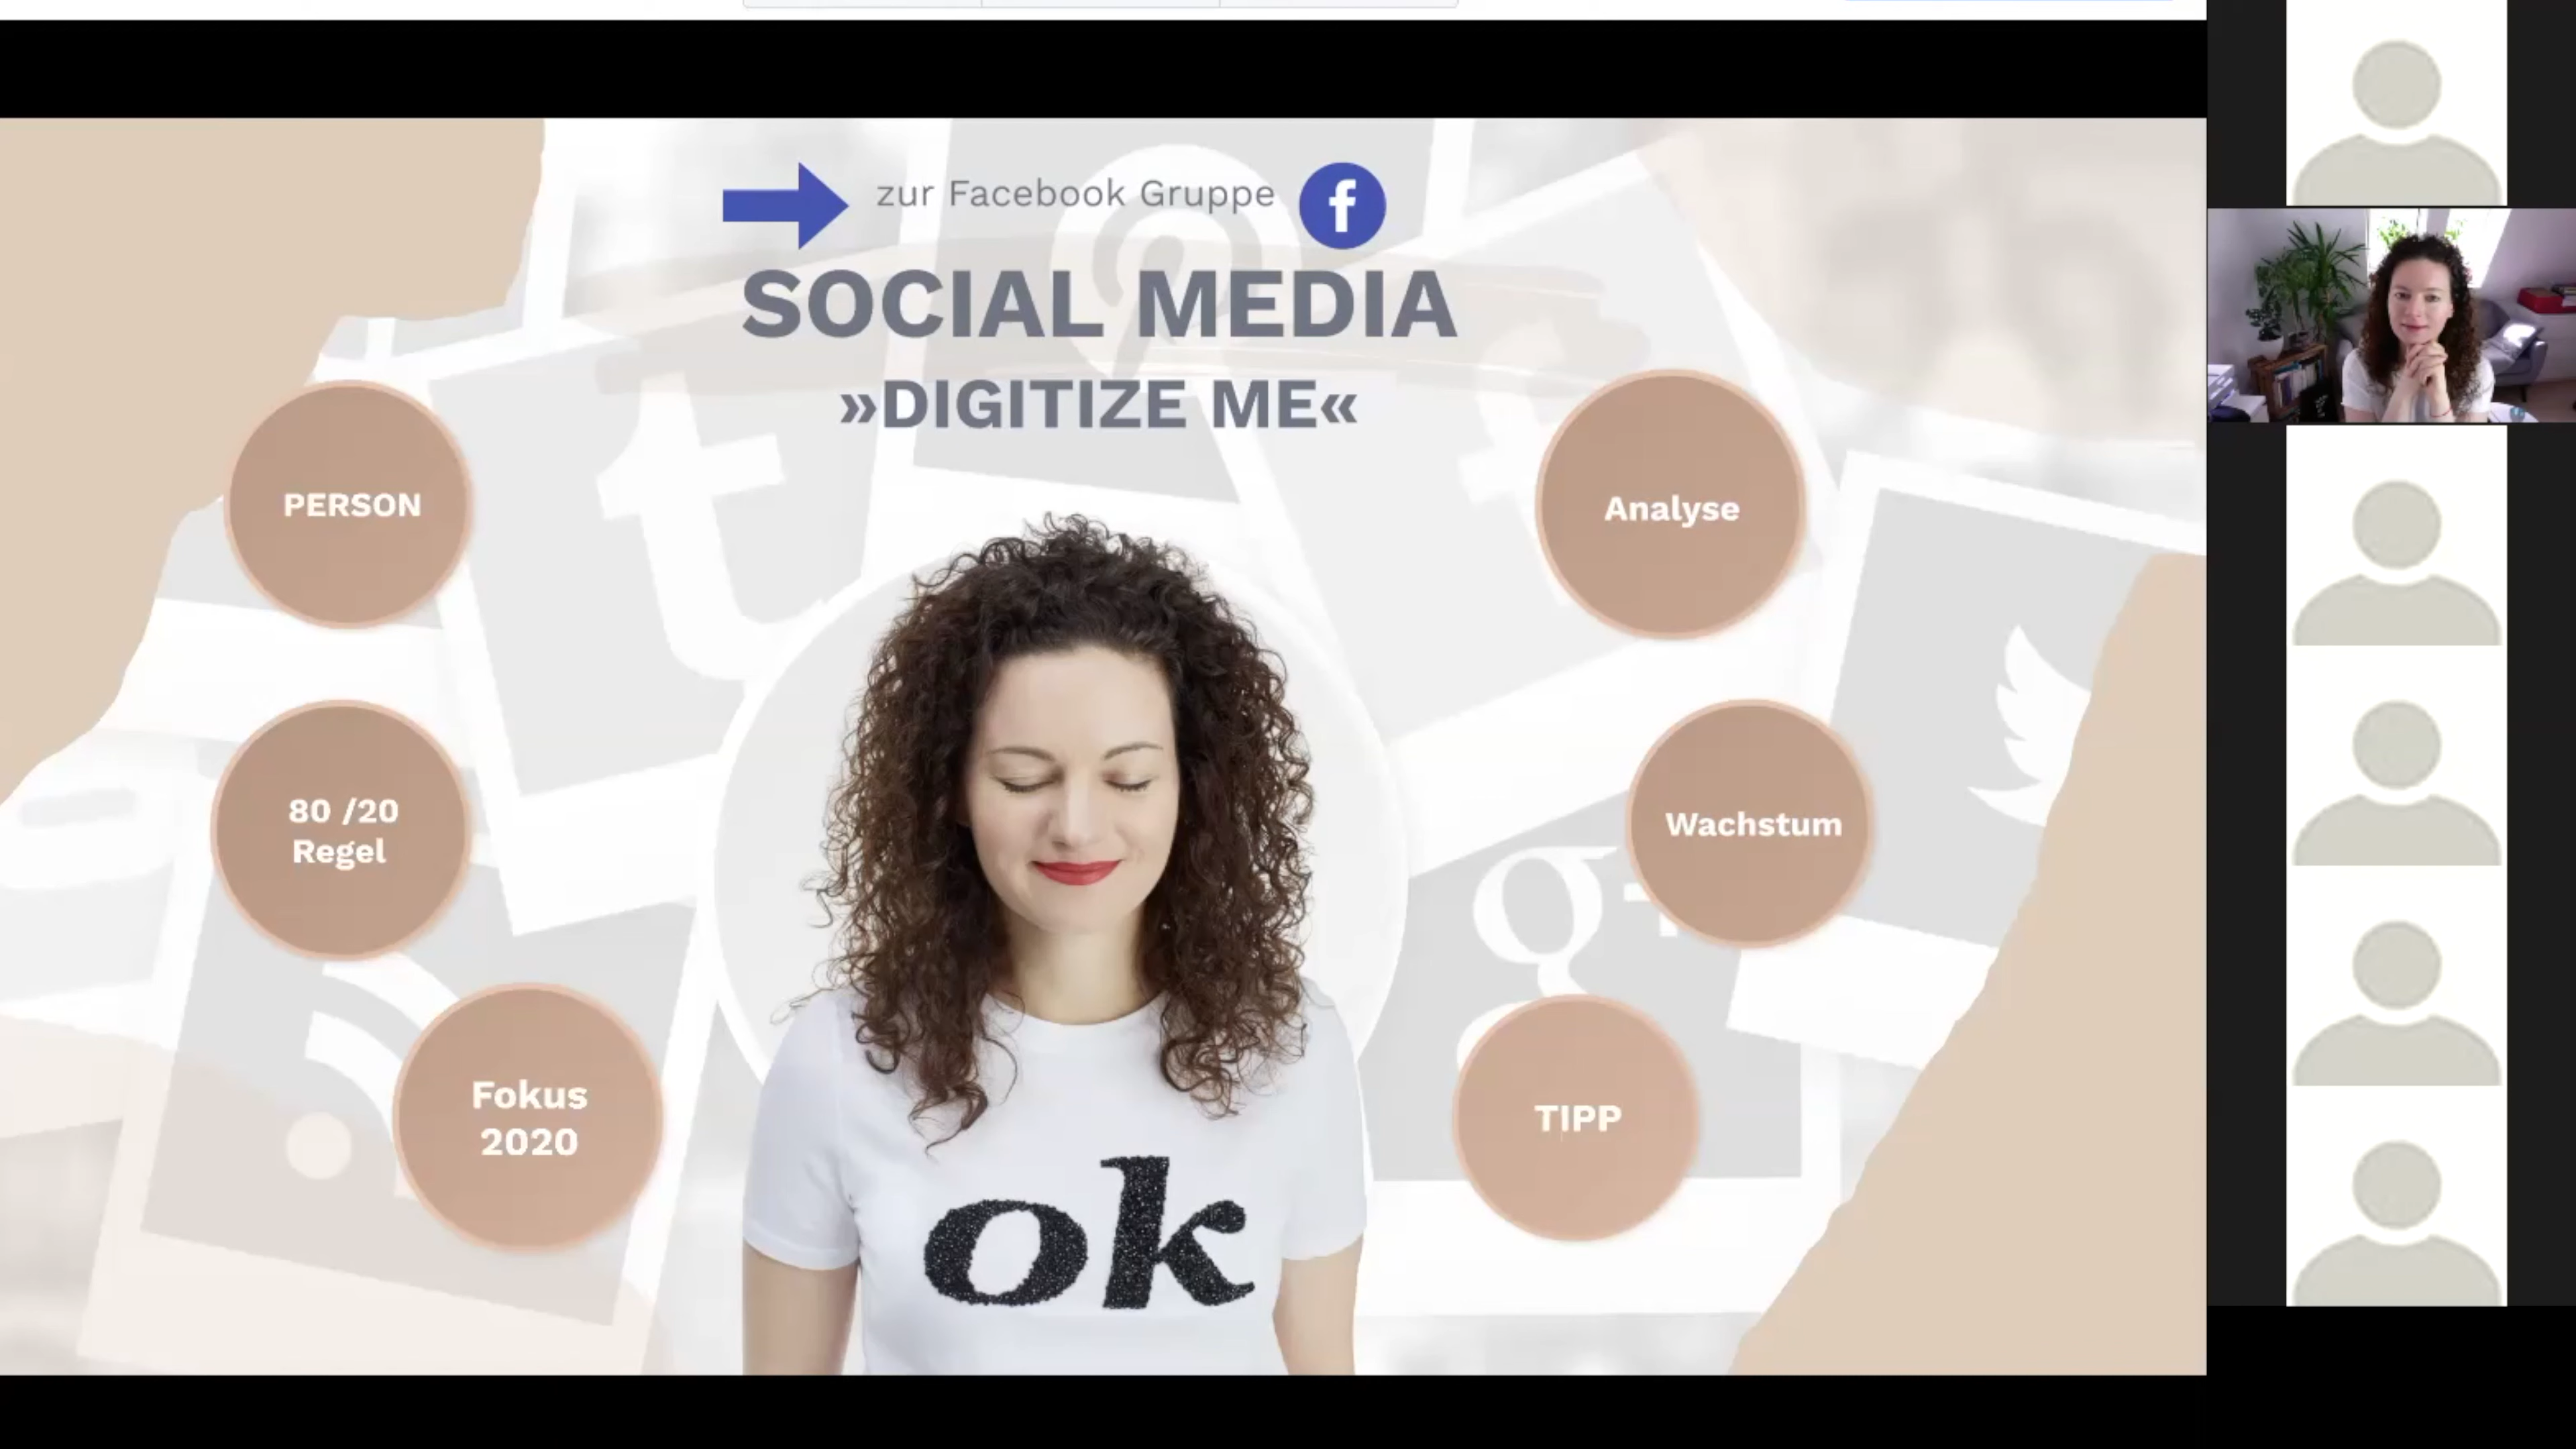 zur Facebook Gruppe
SOCIAL MEDIA
»DIGITIZE ME«
PERSON
80 /20
Regel
Fokus
2020
Analyse
Wachstum
TIPP
ok